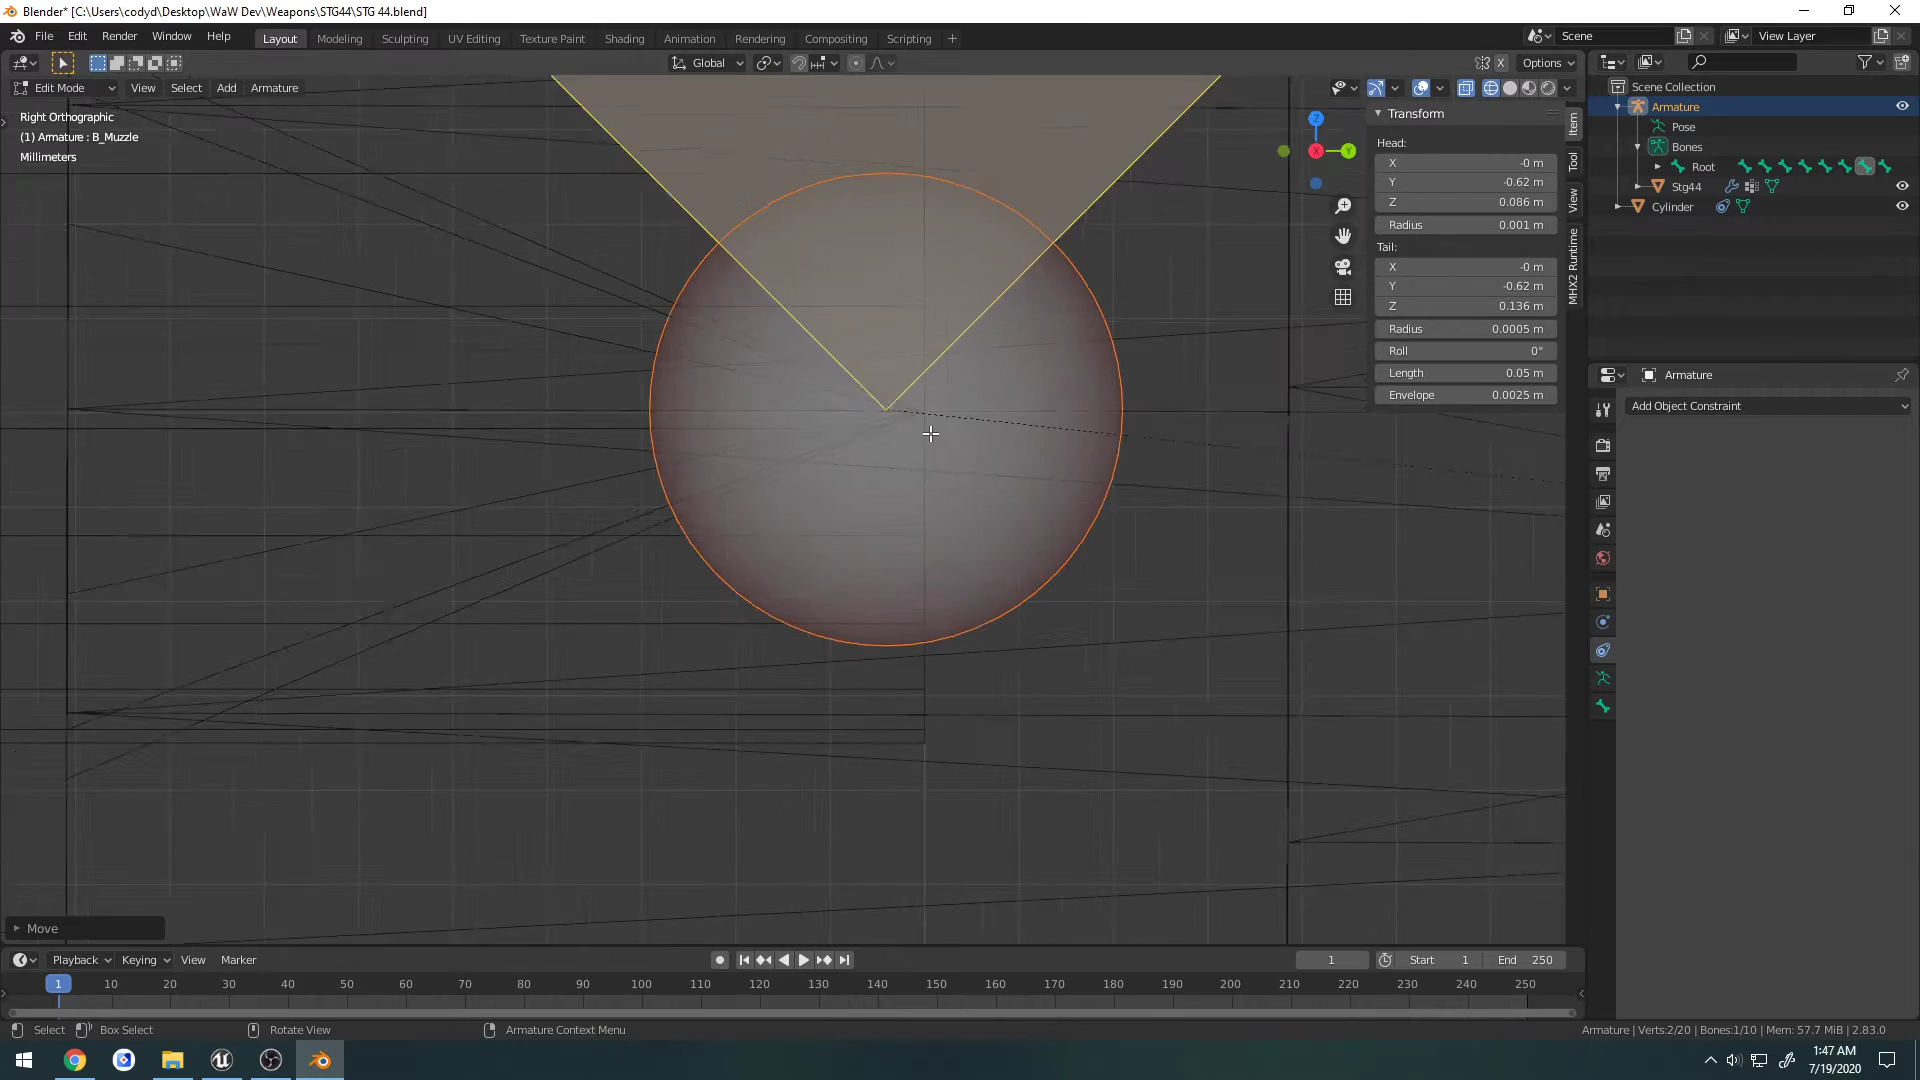 Blender* [C:\Users\codyd\Desktop\WaW Dev\Weapons\STG44\STG 44.blend]
File Edit Render Window Help Layout Modeling Sculpting UV Editing Texture Paint Shading Animation Rendering Compositing Scripting + Scene View Layer
Global Options
Edit Mode View Select Add Armature
Right Orthographic
(1) Armature : B_Muzzle
Millimeters
Z
X
Y
Transform
Head:
X -0 m
Y -0.62 m
Z 0.086 m
Radius 0.001 m
Tail:
X -0 m
Y -0.62 m
Z 0.136 m
Radius 0.0005 m
Roll 0°
Length 0.05 m
Envelope 0.0025 m
Item
Tool
View
MHX2 Runtime
Scene Collection
Armature
Pose
Bones
Root
Stg44
Cylinder
Armature
Add Object Constraint
Move
Playback Keying View Marker 1 Start 1 End 250
1 10 20 30 40 50 60 70 80 90 100 110 120 130 140 150 160 170 180 190 200 210 220 230 240 250
Select Box Select Rotate View Armature Context Menu Armature | Verts:2/20 | Bones:1/10 | Mem: 57.7 MiB | 2.83.0
1:47 AM
7/19/2020